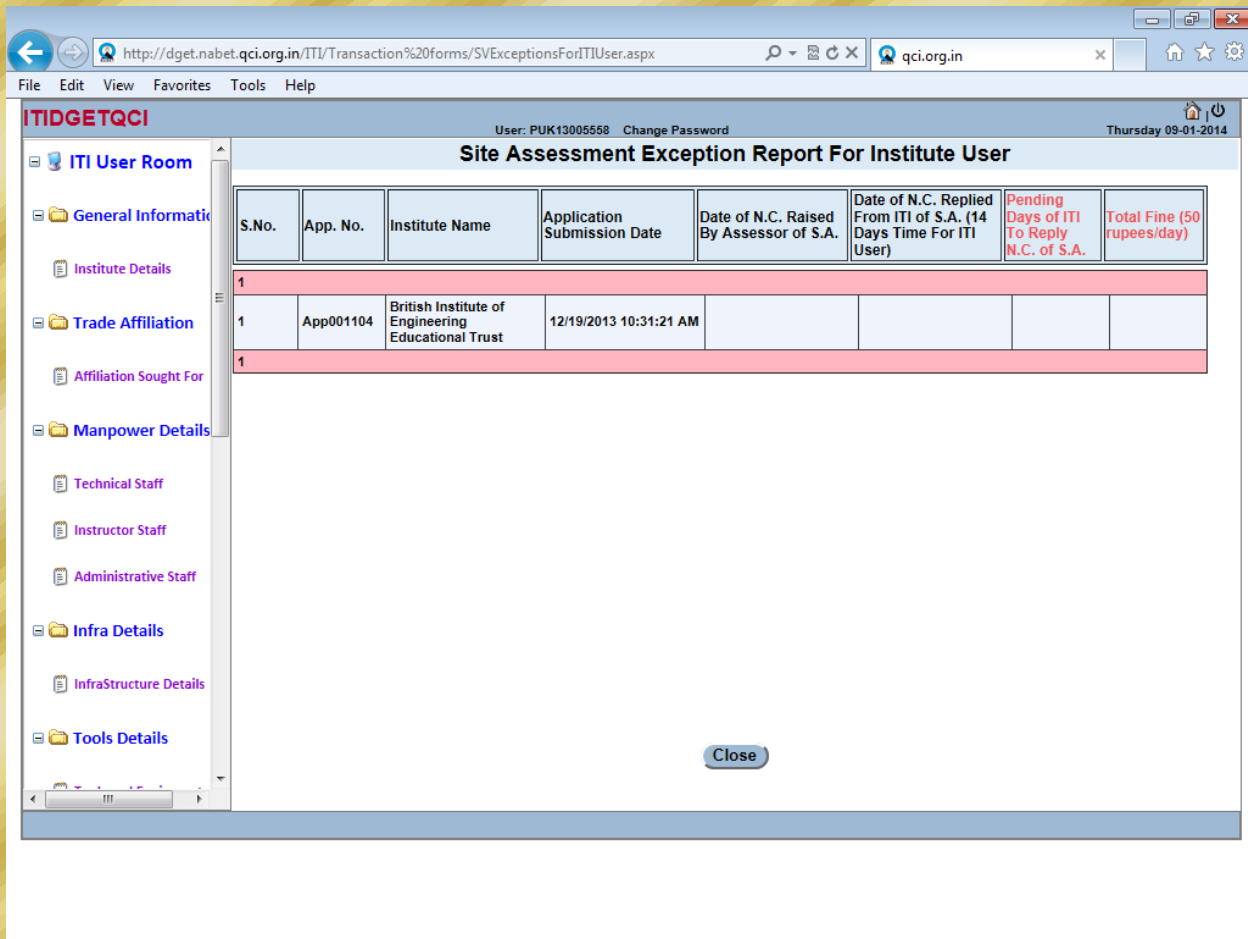 http://dget.nabet.qci.org.in/ITI/Transaction%20forms/SVExceptionsForITIUser.aspx
qci.org.in
File Edit View Favorites Tools Help
ITIDGETQCI
User: PUK13005558 Change Password
Thursday 09-01-2014
ITI User Room
General Informatic
Institute Details
Trade Affiliation
Affiliation Sought For
Manpower Details
Technical Staff
Instructor Staff
Administrative Staff
Infra Details
InfraStructure Details
Tools Details
Site Assessment Exception Report For Institute User
S.No.
App. No.
Institute Name
Application
Submission Date
Date of N.C. Raised
By Assessor of S.A.
Date of N.C. Replied
From ITI of S.A. (14
Days Time For ITI
User)
Pending
Days of ITI
To Reply
N.C. of S.A.
Total Fine (50
rupees/day)
1
1
App001104
British Institute of
Engineering
Educational Trust
12/19/2013 10:31:21 AM
1
Close